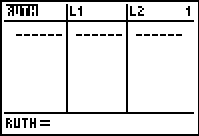 RUTH L1 L2 1
------ ------ ------
RUTH=